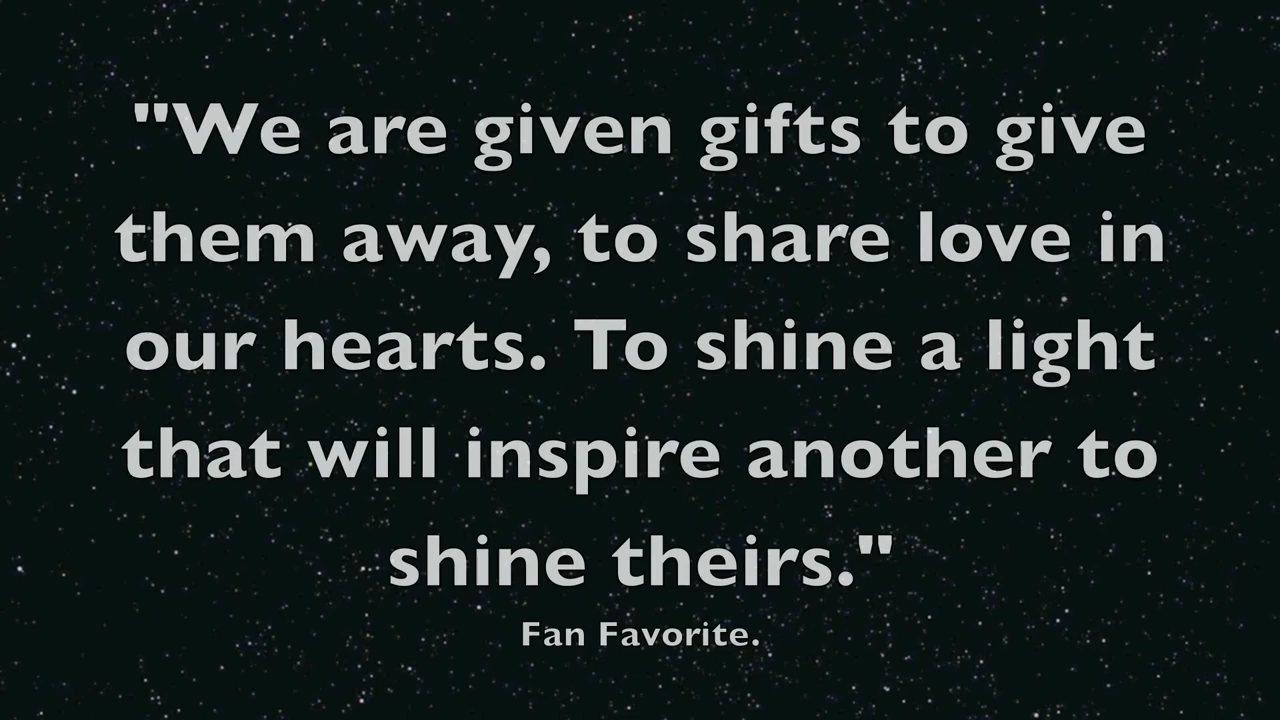 "We are given gifts to give
them away, to share love in
our hearts. To shine a light
that will inspire another to
shine theirs."
Fan Favorite.